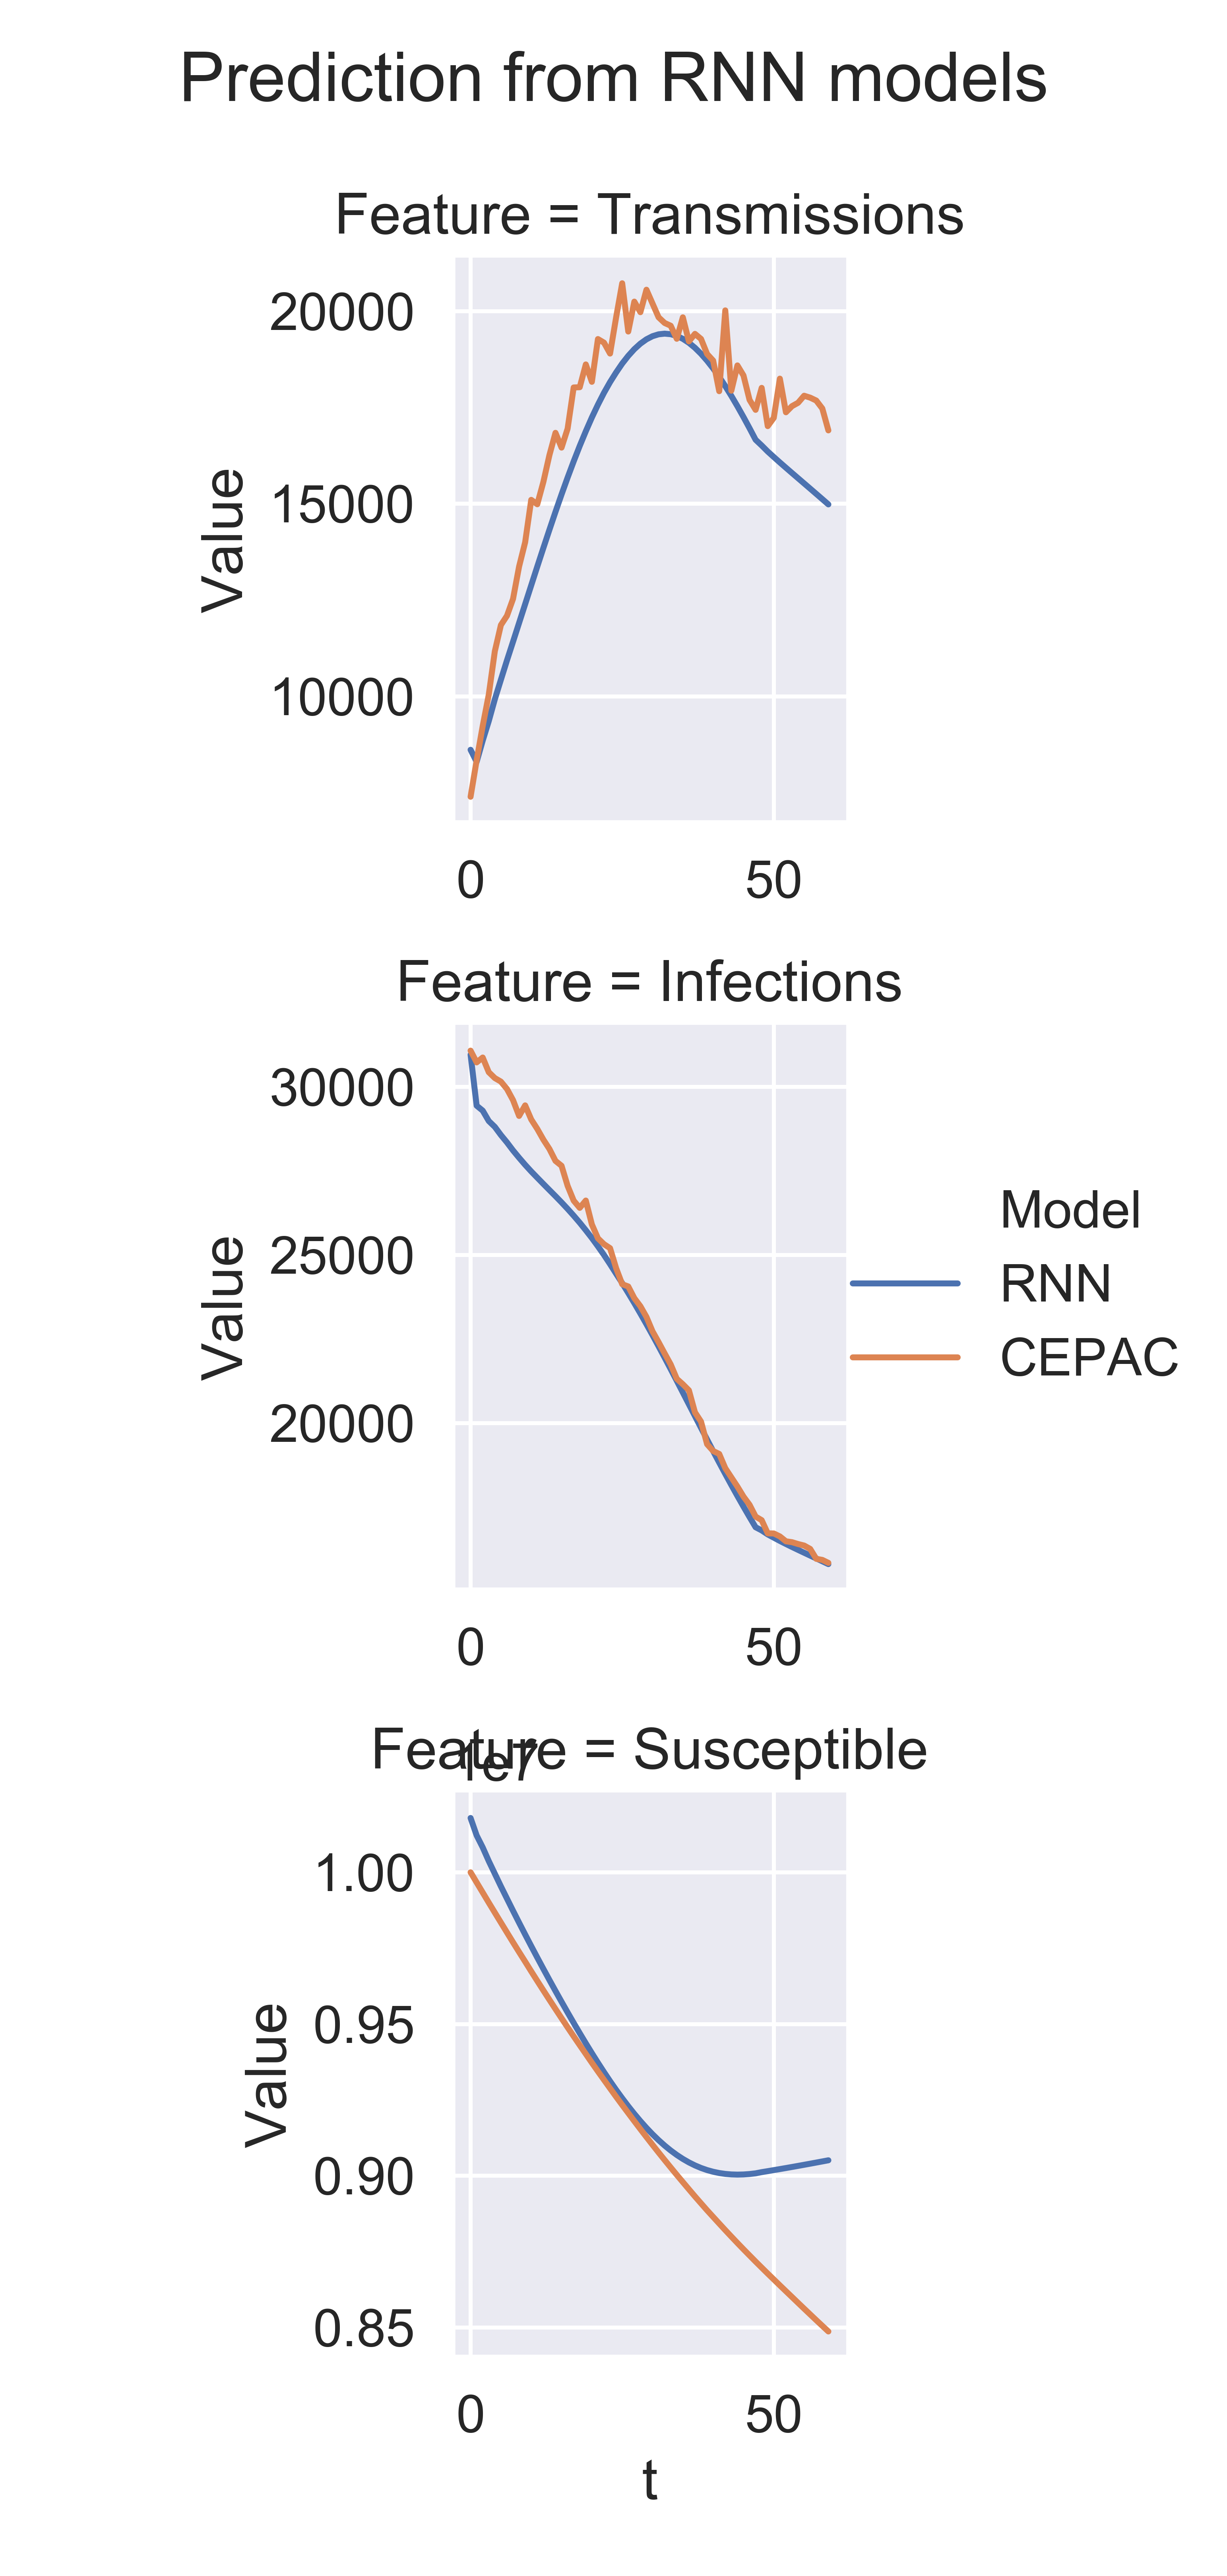 Prediction from RNN models
Feature = Transmissions
20000
15000
10000
Value
0 50
Feature = Infections
30000
25000
20000
Value
0 50
Model
RNN
CEPAC
Feature = Susceptible
1e7
1.00
0.95
0.90
0.85
Value
0 50
t